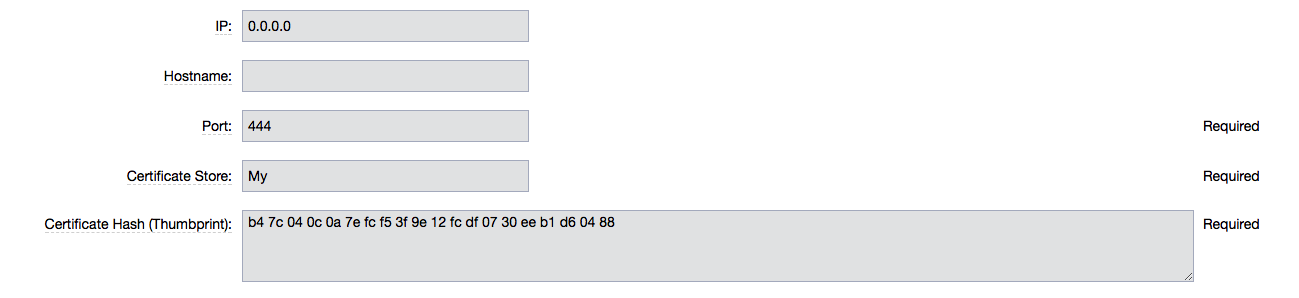 IP: 0.0.0.0
Hostname:
Port: 444 Required
Certificate Store: My Required
Certificate Hash (Thumbprint): b4 7c 04 0c 0a 7e fc f5 3f 9e 12 fc df 07 30 ee b1 d6 04 88 Required